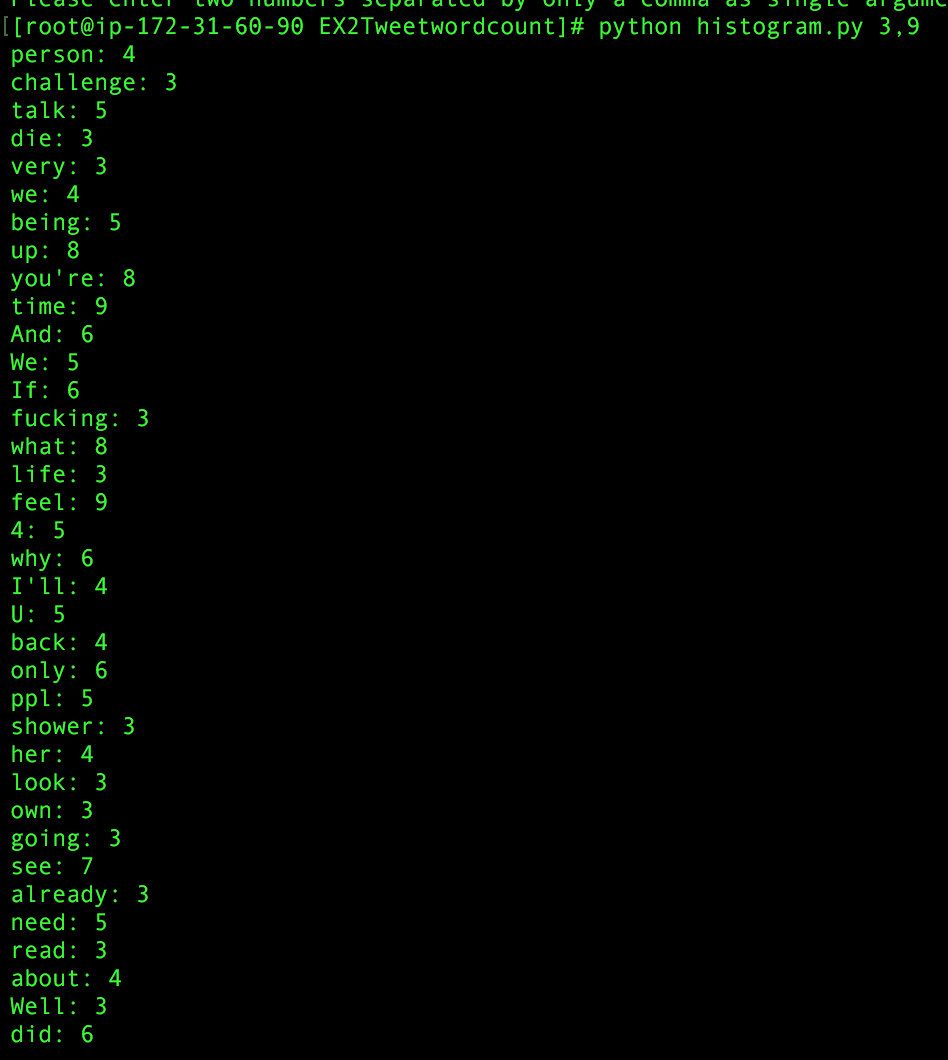 Please enter two numbers separated by only a comma as single argume
[[root@ip-172-31-60-90 EX2Tweetwordcount]# python histogram.py 3,9
person: 4
challenge: 3
talk: 5
die: 3
very: 3
we: 4
being: 5
up: 8
you're: 8
time: 9
And: 6
We: 5
If: 6
fucking: 3
what: 8
life: 3
feel: 9
4: 5
why: 6
I'll: 4
U: 5
back: 4
only: 6
ppl: 5
shower: 3
her: 4
look: 3
own: 3
going: 3
see: 7
already: 3
need: 5
read: 3
about: 4
Well: 3
did: 6